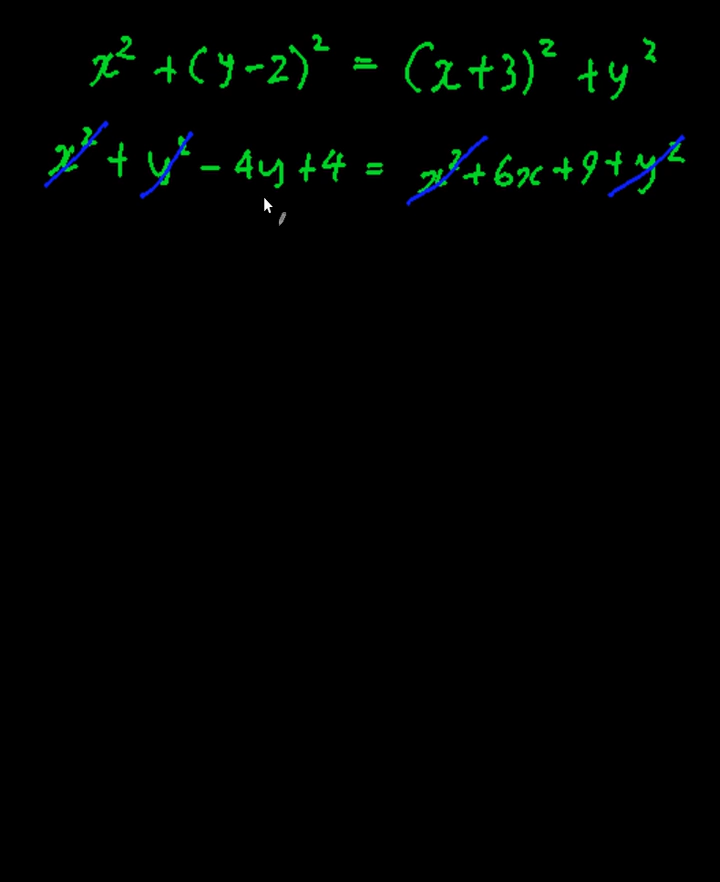 x² + (y-2)² = (x+3)² + y²
x² + y² - 4y + 4 = x² + 6x + 9 + y²